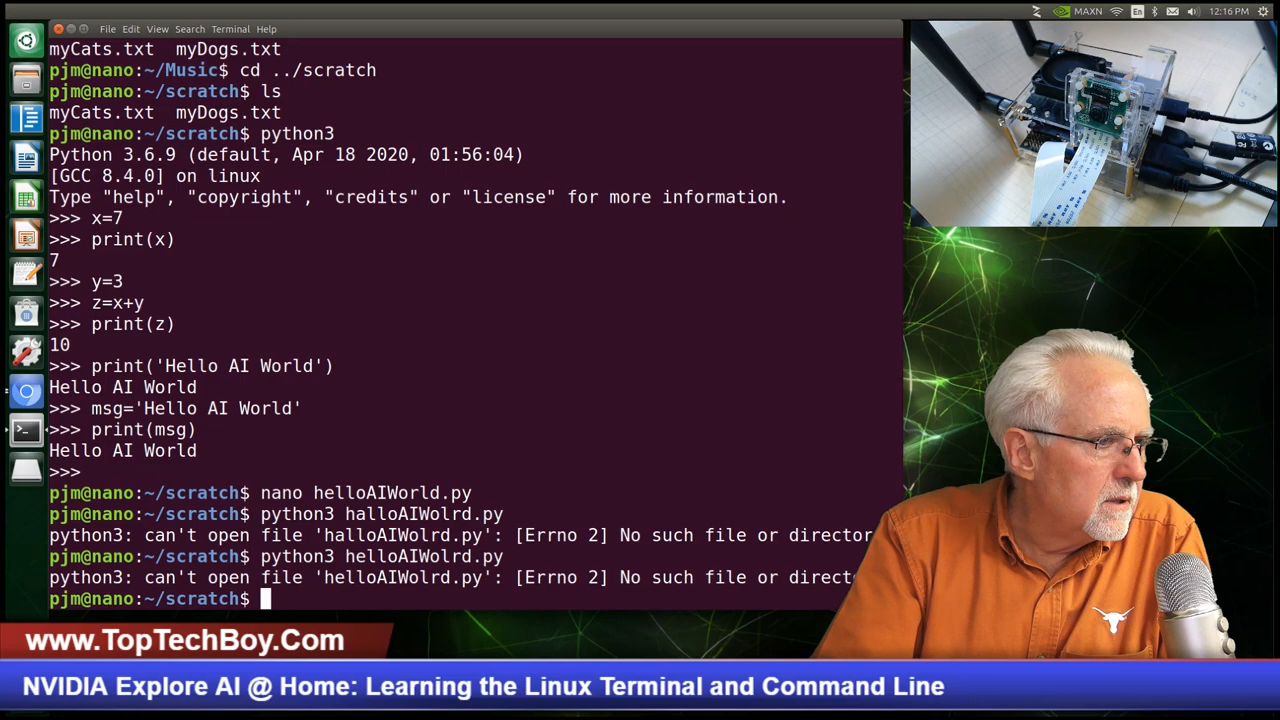 File Edit View Search Terminal Help
MAXN En 12:16 PM
myCats.txt myDogs.txt
pjm@nano:~/Music$ cd ../scratch
pjm@nano:~/scratch$ ls
myCats.txt myDogs.txt
pjm@nano:~/scratch$ python3
Python 3.6.9 (default, Apr 18 2020, 01:56:04)
[GCC 8.4.0] on linux
Type "help", "copyright", "credits" or "license" for more information.
>>> x=7
>>> print(x)
7
>>> y=3
>>> z=x+y
>>> print(z)
10
>>> print('Hello AI World')
Hello AI World
>>> msg='Hello AI World'
>>> print(msg)
Hello AI World
>>>
pjm@nano:~/scratch$ nano helloAIWorld.py
pjm@nano:~/scratch$ python3 halloAIWolrd.py
python3: can't open file 'halloAIWolrd.py': [Errno 2] No such file or director
pjm@nano:~/scratch$ python3 helloAIWolrd.py
python3: can't open file 'helloAIWolrd.py': [Errno 2] No such file or directo
pjm@nano:~/scratch$
www.TopTechBoy.Com
NVIDIA Explore AI @ Home: Learning the Linux Terminal and Command Line